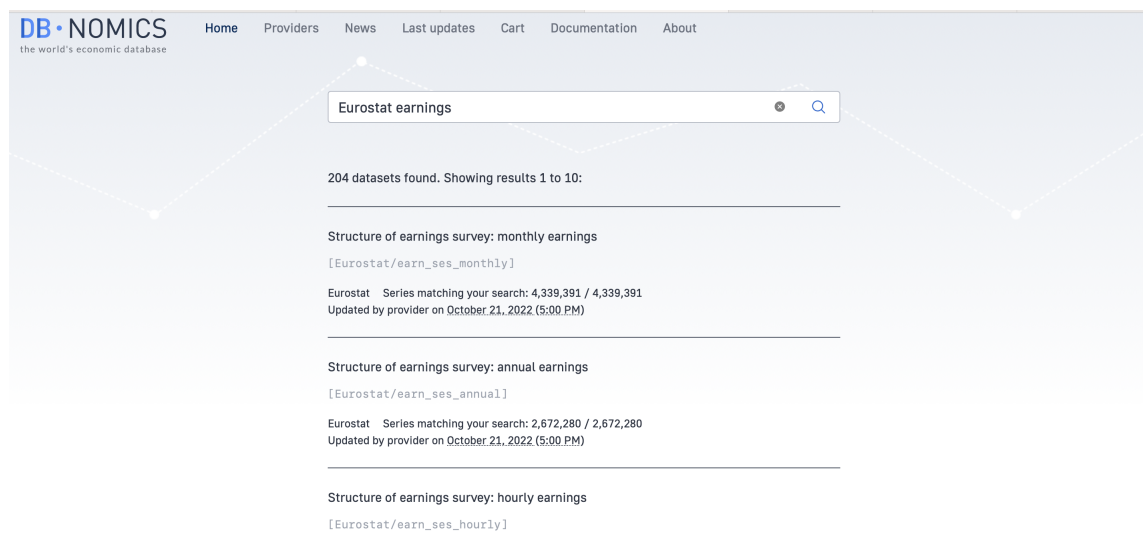 DB • NOMICS
the world's economic database
Home Providers News Last updates Cart Documentation About
Eurostat earnings
204 datasets found. Showing results 1 to 10:
Structure of earnings survey: monthly earnings
[Eurostat/earn_ses_monthly]
Eurostat Series matching your search: 4,339,391 / 4,339,391
Updated by provider on October 21, 2022 (5:00 PM)
Structure of earnings survey: annual earnings
[Eurostat/earn_ses_annual]
Eurostat Series matching your search: 2,672,280 / 2,672,280
Updated by provider on October 21, 2022 (5:00 PM)
Structure of earnings survey: hourly earnings
[Eurostat/earn_ses_hourly]